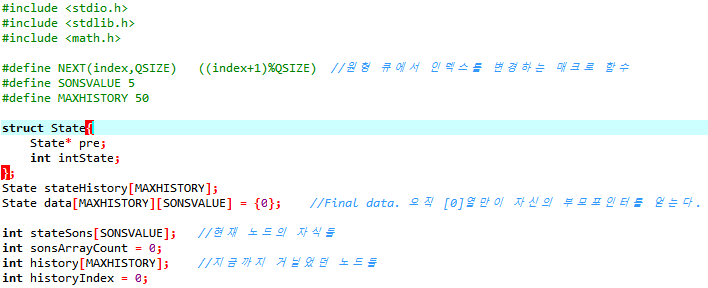 #include <stdio.h>
#include <stdlib.h>
#include <math.h>
#define NEXT(index,QSIZE)   ((index+1)%QSIZE)  //원형 큐에서 인덱스를 변경하는 매크로 함수
#define SONSVALUE 5
#define MAXHISTORY 50
struct State{
    State* pre;
    int intState;
};
State stateHistory[MAXHISTORY];
State data[MAXHISTORY][SONSVALUE] = {0};    //Final data. 오직 [0]열만이 자신의 부모포인터를 얻는다.
int stateSons[SONSVALUE];   //현재 노드의 자식들
int sonsArrayCount = 0;
int history[MAXHISTORY];    //지금까지 거닐었던 노드들
int historyIndex = 0;